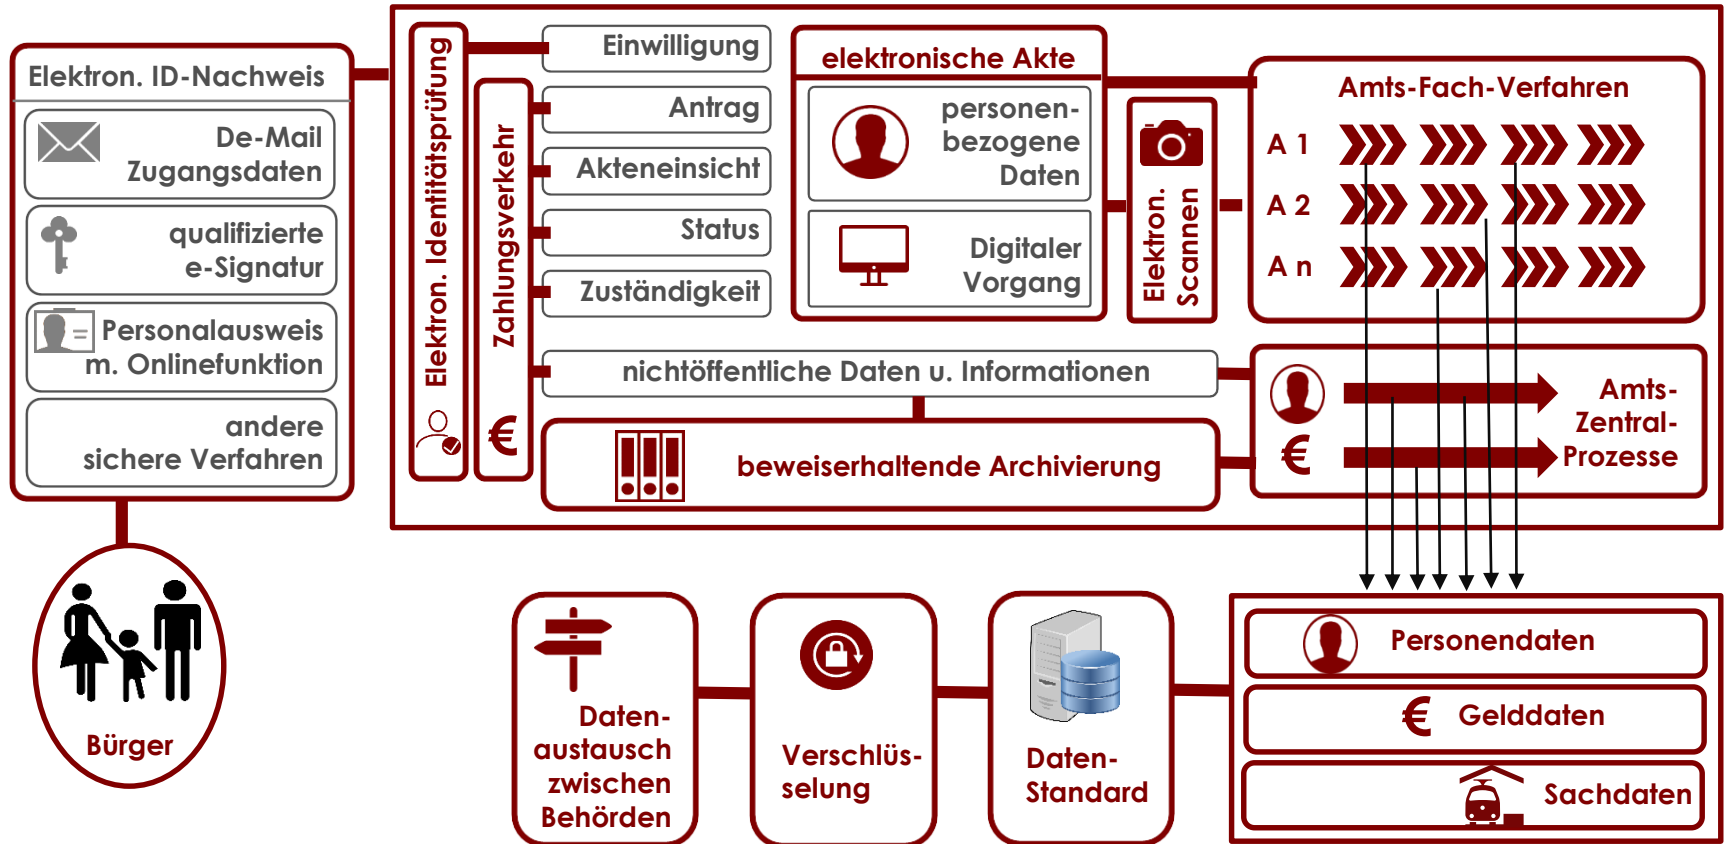 Elektron. ID-Nachweis
De-Mail
Zugangsdaten
qualifizierte
e-Signatur
Personalausweis
m. Onlinefunktion
andere
sichere Verfahren
Bürger
Elektron. Identitätsprüfung
Zahlungsverkehr
€
Einwilligung
Antrag
Akteneinsicht
Status
Zuständigkeit
elektronische Akte
personen-
bezogene
Daten
Digitaler
Vorgang
Elektron.
Scannen
Amts-Fach-Verfahren
A 1
A 2
A n
nichtöffentliche Daten u. Informationen
beweiserhaltende Archivierung
€
Amts-
Zentral-
Prozesse
Daten-
austausch
zwischen
Behörden
Verschlüs-
selung
Daten-
Standard
Personendaten
€ Gelddaten
Sachdaten